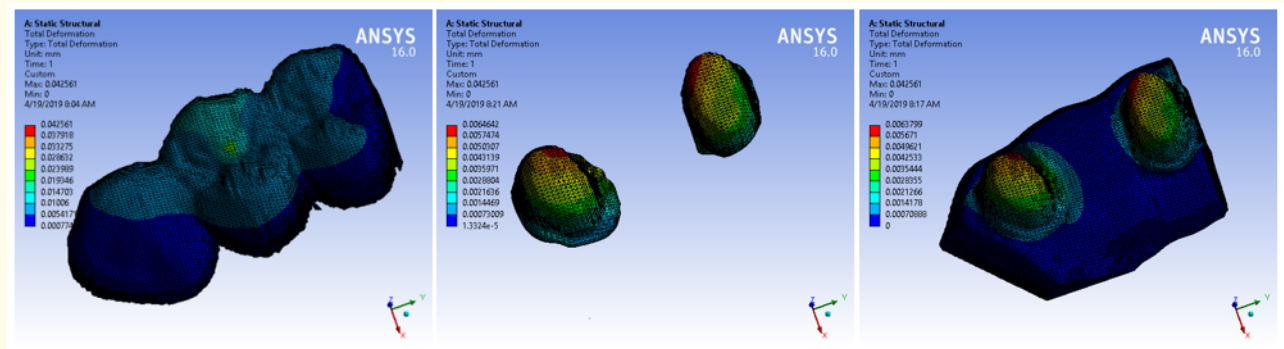 A: Static Structural
Total Deformation
Type: Total Deformation
Unit: mm
Time: 1
Custom
Max: 0.042561
Min: 0
4/19/2019 8:04 AM
ANSYS
16.0
0.042561
0.037918
0.033275
0.028632
0.023989
0.019346
0.014703
0.01006
0.0054171
0.000774
Z
Y
X
A: Static Structural
Total Deformation
Type: Total Deformation
Unit: mm
Time: 1
Custom
Max: 0.042561
Min: 0
4/19/2019 8:21 AM
ANSYS
16.0
0.0064642
0.0057474
0.0050307
0.0043139
0.0035971
0.0028804
0.0021636
0.0014469
0.00073009
1.3324e-5
Z
Y
X
A: Static Structural
Total Deformation
Type: Total Deformation
Unit: mm
Time: 1
Custom
Max: 0.042561
Min: 0
4/19/2019 8:17 AM
ANSYS
16.0
0.0063799
0.005671
0.0049621
0.0042533
0.0035444
0.0028355
0.0021266
0.0014178
0.00070888
0
Z
Y
X